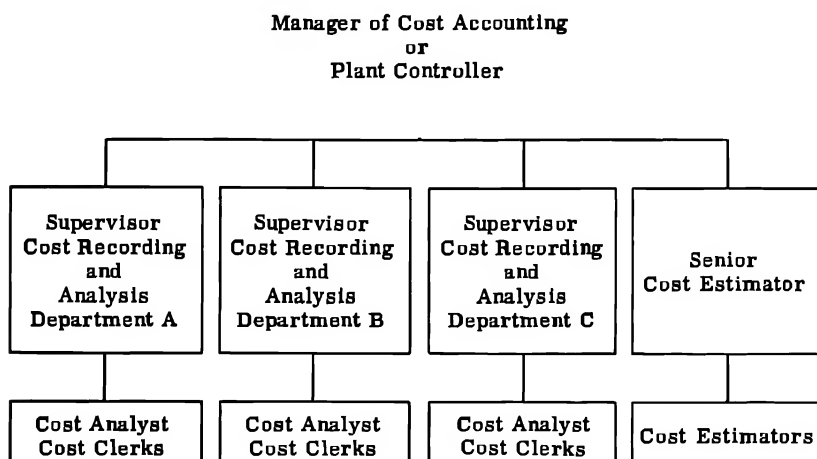 Manager of Cost Accounting
or
Plant Controller
Supervisor
Cost Recording
and
Analysis
Department A
Supervisor
Cost Recording
and
Analysis
Department B
Supervisor
Cost Recording
and
Analysis
Department C
Senior
Cost Estimator
Cost Analyst
Cost Clerks
Cost Analyst
Cost Clerks
Cost Analyst
Cost Clerks
Cost Estimators